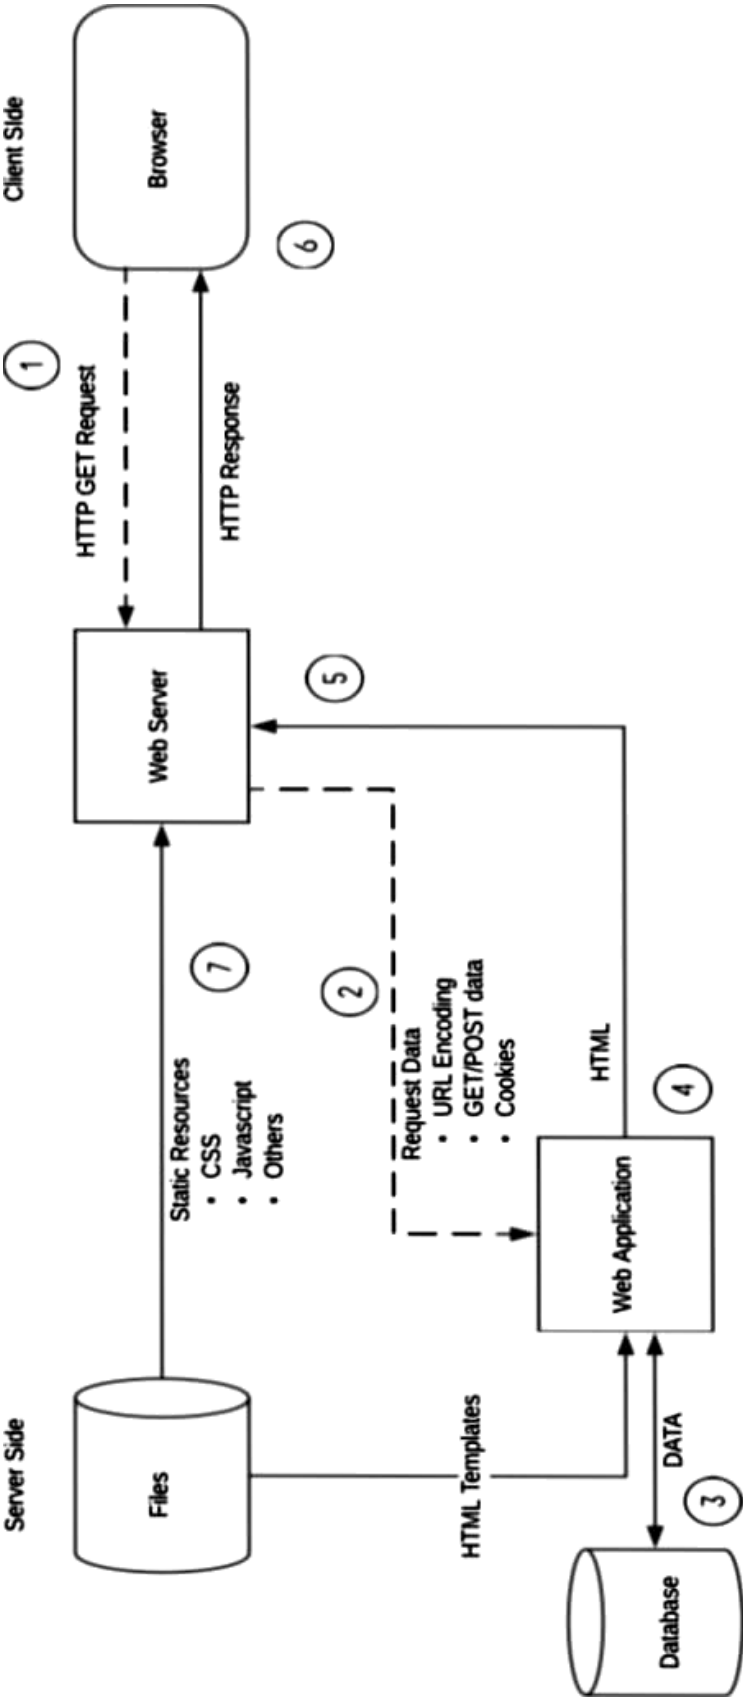 Server Side
Client Side
Files
Static Resources
• CSS
• Javascript
• Others
7
Web Server
1
HTTP GET Request
HTTP Response
Browser
6
2
Request Data
• URL Encoding
• GET/POST data
• Cookies
5
HTML Templates
HTML
4
Web Application
DATA
3
Database